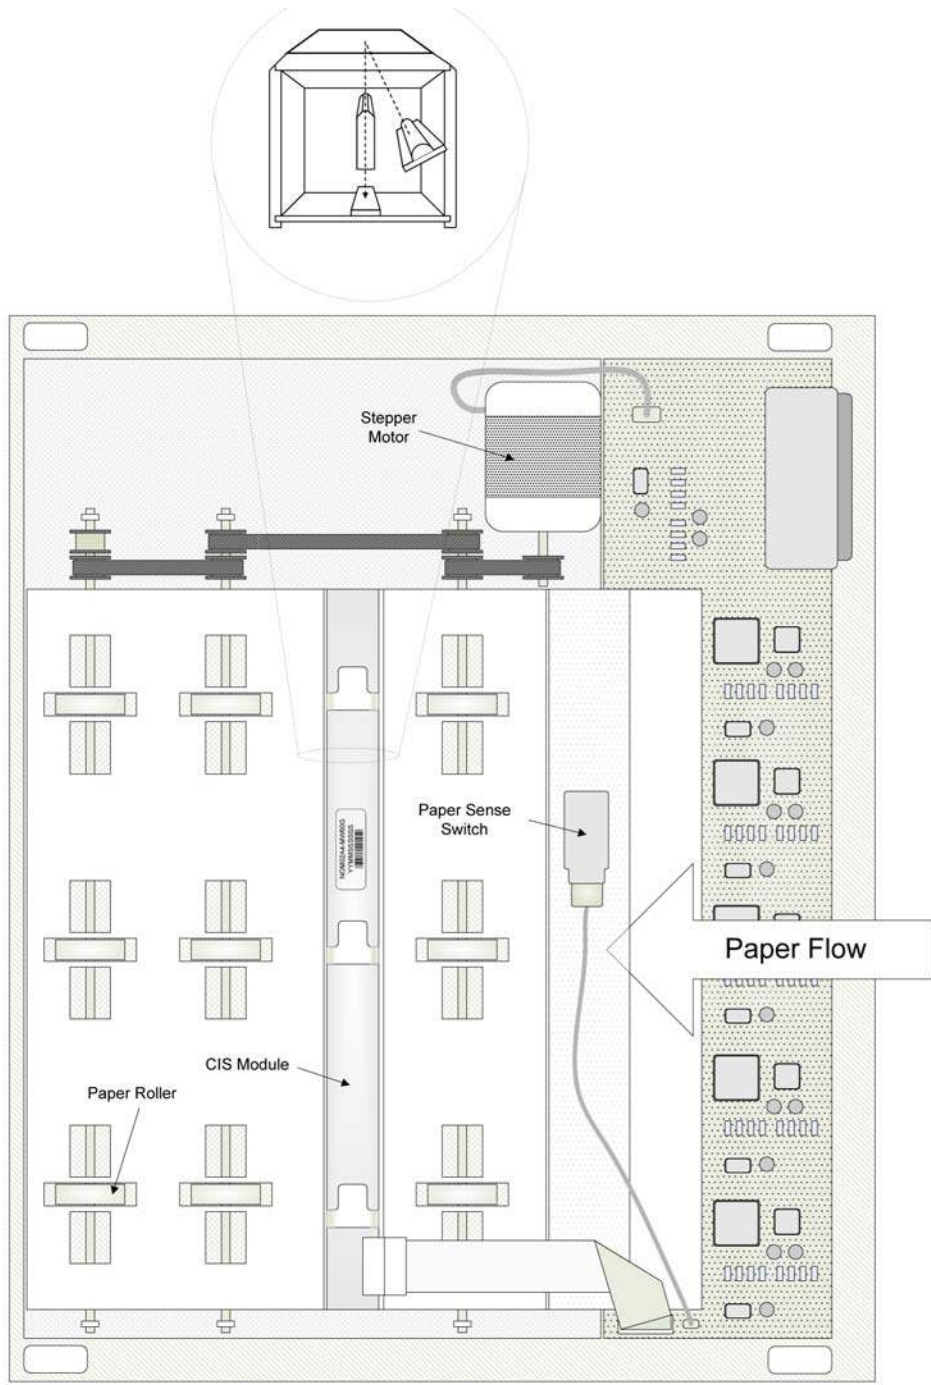 Stepper
Motor
Paper Sense
Switch
Paper Flow
CIS Module
Paper Roller